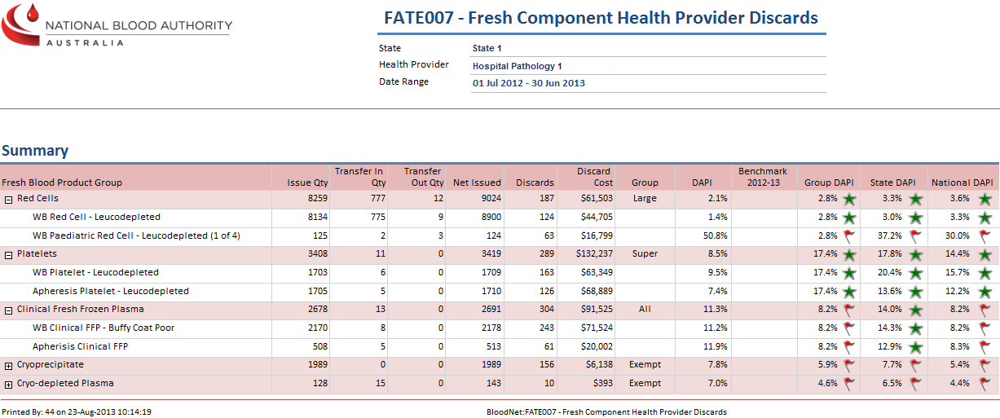 NATIONAL BLOOD AUTHORITY
AUSTRALIA
FATE007 - Fresh Component Health Provider Discards
State State 1
Health Provider Hospital Pathology 1
Date Range 01 Jul 2012 - 30 Jun 2013
Summary
Fresh Blood Product Group Issue Qty Transfer In Qty Transfer Out Qty Net Issued Discards Discard Cost Group DAPI Benchmark 2012-13 Group DAPI State DAPI National DAPI
Red Cells 8259 777 12 9024 187 $61,503 Large 2.1% 2.8% 3.3% 3.6%
WB Red Cell - Leucodepleted 8134 775 9 8900 124 $44,705 1.4% 2.8% 3.0% 3.3%
WB Paediatric Red Cell - Leucodepleted (1 of 4) 125 2 3 124 63 $16,799 50.8% 2.8% 37.2% 30.0%
Platelets 3408 11 0 3419 289 $132,237 Super 8.5% 17.4% 17.8% 14.4%
WB Platelet - Leucodepleted 1703 6 0 1709 163 $63,349 9.5% 17.4% 20.4% 15.7%
Apheresis Platelet - Leucodepleted 1705 5 0 1710 126 $68,889 7.4% 17.4% 13.6% 12.2%
Clinical Fresh Frozen Plasma 2678 13 0 2691 304 $91,525 All 11.3% 8.2% 14.0% 8.2%
WB Clinical FFP - Buffy Coat Poor 2170 8 0 2178 243 $71,524 11.2% 8.2% 14.3% 8.2%
Apherisis Clinical FFP 508 5 0 513 61 $20,002 11.9% 8.2% 12.9% 8.3%
Cryoprecipitate 1989 0 0 1989 156 $6,138 Exempt 7.8% 5.9% 7.7% 5.4%
Cryo-depleted Plasma 128 15 0 143 10 $393 Exempt 7.0% 4.6% 6.5% 4.4%
Printed By: 44 on 23-Aug-2013 10:14:19 BloodNet:FATE007 - Fresh Component Health Provider Discards